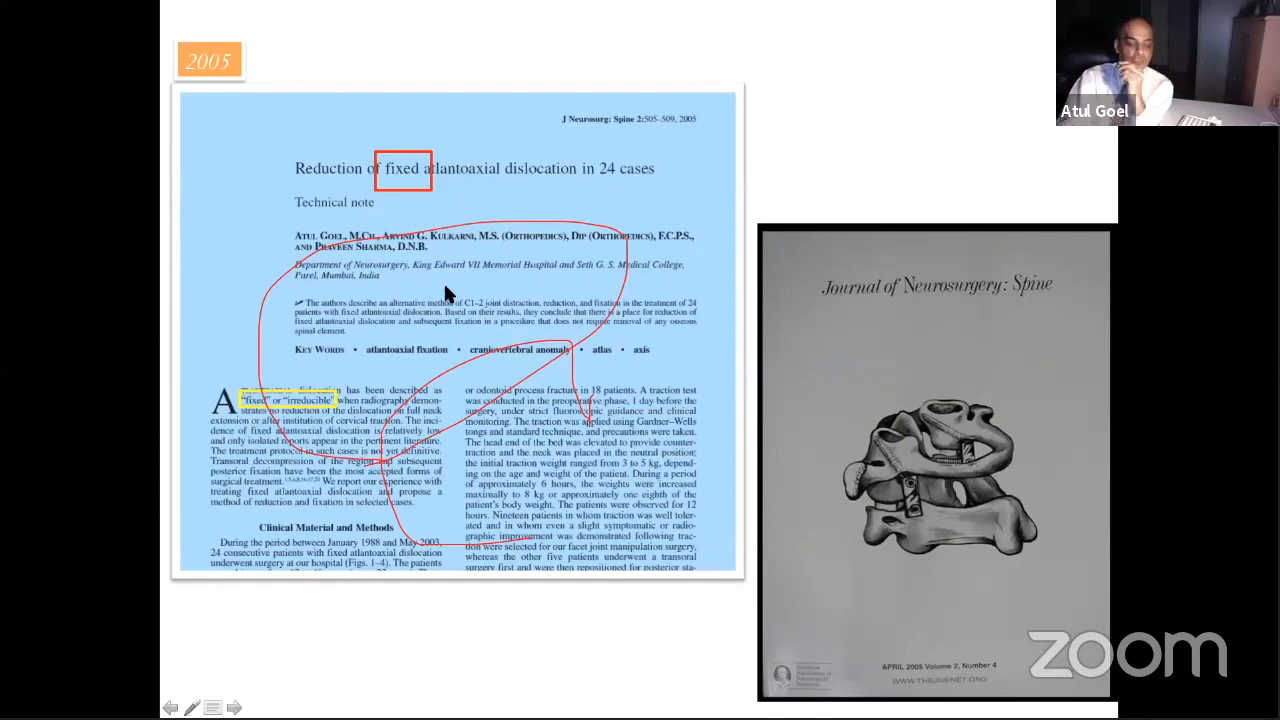 2005
J Neurosurg: Spine 2:505–509, 2005
Reduction of fixed atlantoaxial dislocation in 24 cases
Technical note
ATUL GOEL, M.CH., ARVIND G. KULKARNI, M.S. (ORTHOPEDICS), DIP (ORTHOPEDICS), F.C.P.S.,
AND PRAVEEN SHARMA, D.N.B.
Department of Neurosurgery, King Edward VII Memorial Hospital and Seth G. S. Medical College,
Parel, Mumbai, India
The authors describe an alternative method of C1–2 joint distraction, reduction, and fixation in the treatment of 24
patients with fixed atlantoaxial dislocation. Based on their results, they conclude that there is a place for reduction of
fixed atlantoaxial dislocation and subsequent fixation in a procedure that does not require removal of any osseous
spinal element.
KEY WORDS • atlantoaxial fixation • craniovertebral anomaly • atlas • axis
A dislocation has been described as
“fixed” or “irreducible” when radiography demon-
strates no reduction of the dislocation on full neck
extension or after institution of cervical traction. The inci-
dence of fixed atlantoaxial dislocation is relatively low
and only isolated reports appear in the pertinent literature.
The treatment protocol in such cases is not yet definitive.
Transoral decompression of the region and subsequent
posterior fixation have been the most accepted forms of
surgical treatment. We report our experience with
treating fixed atlantoaxial dislocation and propose a
method of reduction and fixation in selected cases.
Clinical Material and Methods
During the period between January 1988 and May 2003,
24 consecutive patients with fixed atlantoaxial dislocation
underwent surgery at our hospital (Figs. 1–4). The patients
or odontoid process fracture in 18 patients. A traction test
was conducted in the preoperative phase, 1 day before the
surgery, under strict fluoroscopic guidance and clinical
monitoring. The traction was applied using Gardner–Wells
tongs and standard technique, and precautions were taken.
The head end of the bed was elevated to provide counter-
traction and the neck was placed in the neutral position;
the initial traction weight ranged from 3 to 5 kg, depend-
ing on the age and weight of the patient. During a period
of approximately 6 hours, the weights were increased
maximally to 8 kg or approximately one eighth of the
patient's body weight. The patients were observed for 12
hours. Nineteen patients in whom traction was well toler-
ated and in whom even a slight symptomatic or radio-
graphic improvement was demonstrated following trac-
tion were selected for our facet joint manipulation surgery,
whereas the other five patients underwent a transoral
surgery first and were then repositioned for posterior sta-
Journal of Neurosurgery: Spine
APRIL 2005 Volume 2, Number 4
WWW.THEJNSPNET.ORG
Atul Goel
zoom